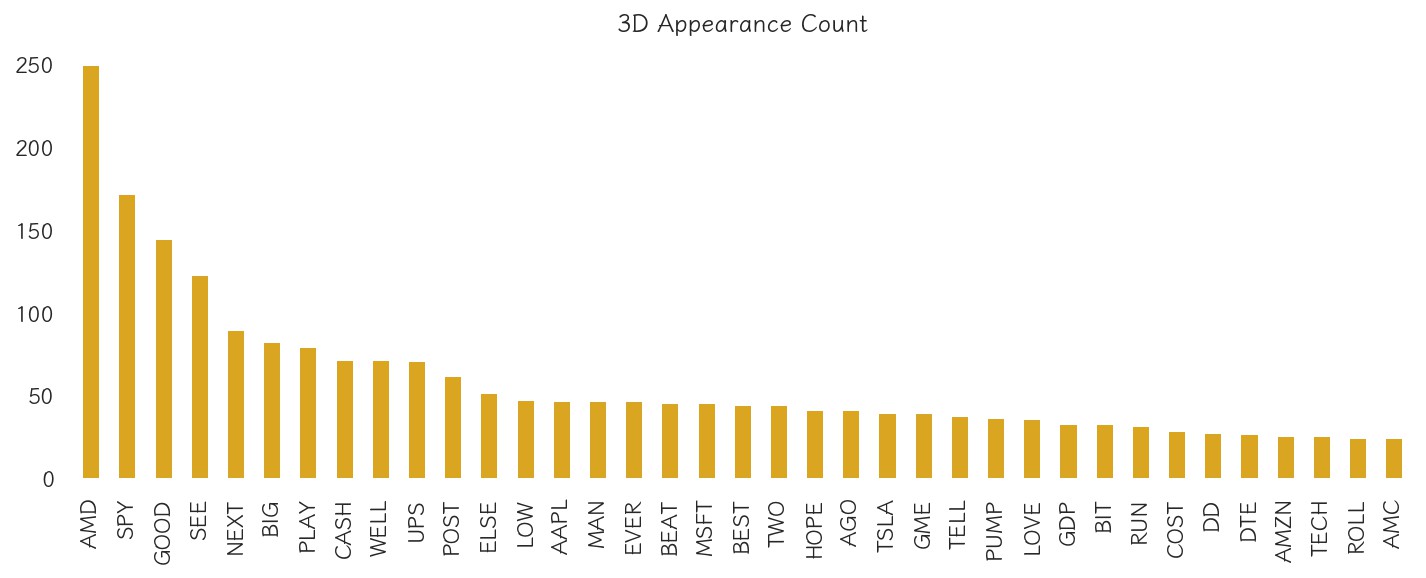 3D Appearance Count
250
200
150
100
50
0
AMD
SPY
GOOD
SEE
NEXT
BIG
PLAY
CASH
WELL
UPS
POST
ELSE
LOW
AAPL
MAN
EVER
BEAT
MSFT
BEST
TWO
HOPE
AGO
TSLA
GME
TELL
PUMP
LOVE
GDP
BIT
RUN
COST
DD
DTE
AMZN
TECH
ROLL
AMC